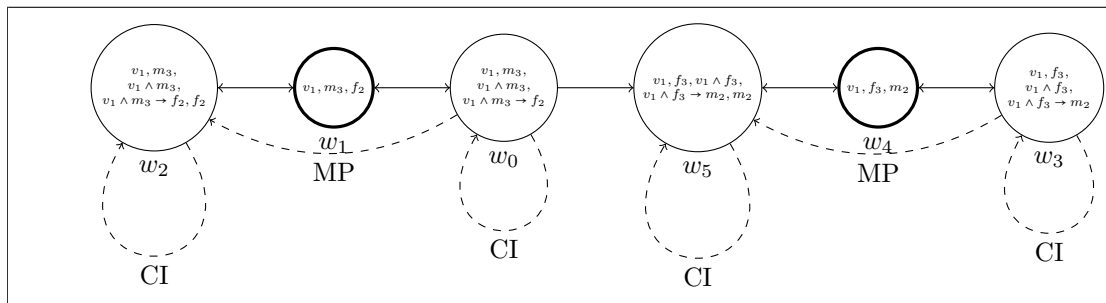 v₁, m₃,
v₁ ∧ m₃,
v₁ ∧ m₃ → f₂, f₂
w₂
v₁, m₃, f₂
w₁
v₁, m₃,
v₁ ∧ m₃,
v₁ ∧ m₃ → f₂
w₀
v₁, f₃, v₁ ∧ f₃,
v₁ ∧ f₃ → m₂, m₂
w₅
v₁, f₃, m₂
w₄
v₁, f₃,
v₁ ∧ f₃,
v₁ ∧ f₃ → m₂
w₃
MP
MP
CI
CI
CI
CI